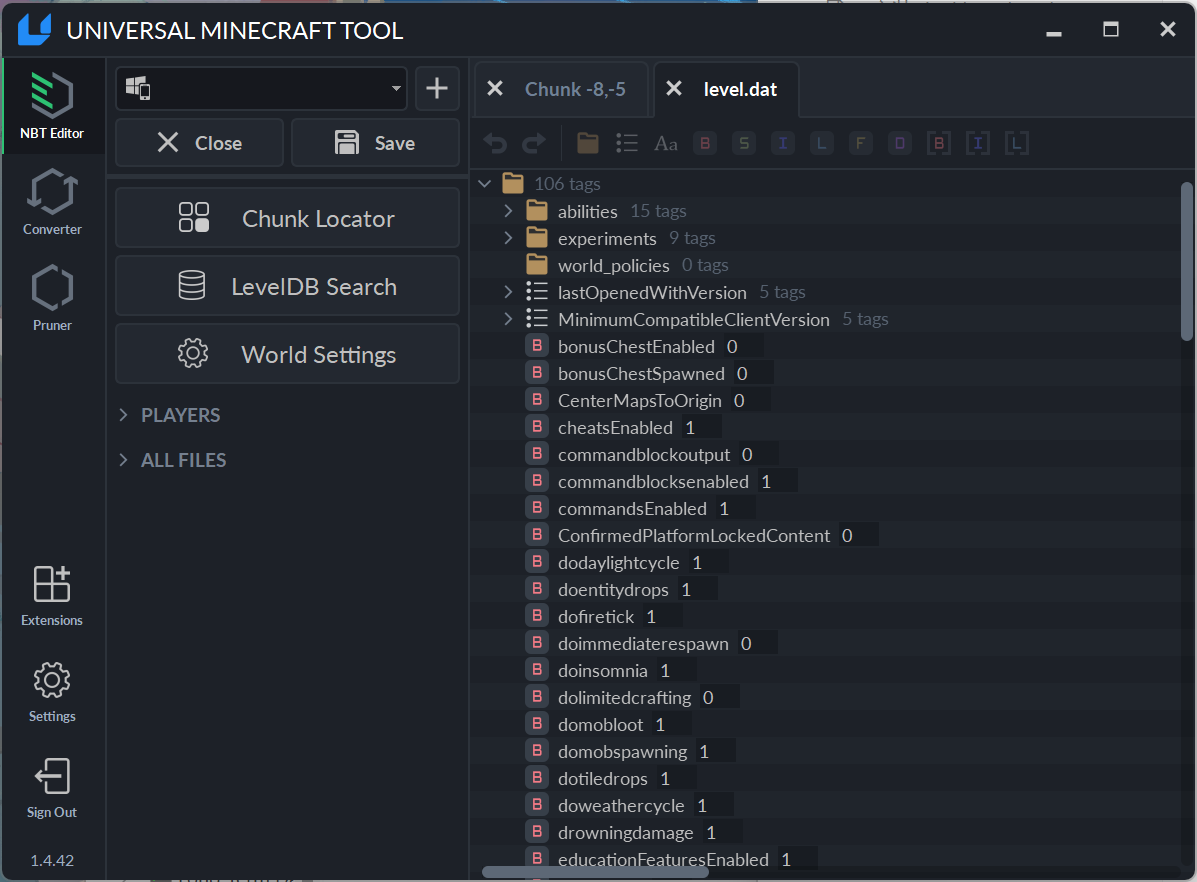 UNIVERSAL MINECRAFT TOOL
NBT Editor
Converter
Pruner
Extensions
Settings
Sign Out
1.4.42
Close
Save
Chunk Locator
LevelDB Search
World Settings
PLAYERS
ALL FILES
Chunk -8,-5
level.dat
Aa B S I L F D B I L
106 tags
abilities 15 tags
experiments 9 tags
world_policies 0 tags
lastOpenedWithVersion 5 tags
MinimumCompatibleClientVersion 5 tags
B bonusChestEnabled 0
B bonusChestSpawned 0
B CenterMapsToOrigin 0
B cheatsEnabled 1
B commandblockoutput 0
B commandblocksenabled 1
B commandsEnabled 1
B ConfirmedPlatformLockedContent 0
B dodaylightcycle 1
B doentitydrops 1
B dofiretick 1
B doimmediaterespawn 0
B doinsomnia 1
B dolimitedcrafting 0
B domobloot 1
B domobspawning 1
B dotiledrops 1
B doweathercycle 1
B drowningdamage 1
B educationFeaturesEnabled 1